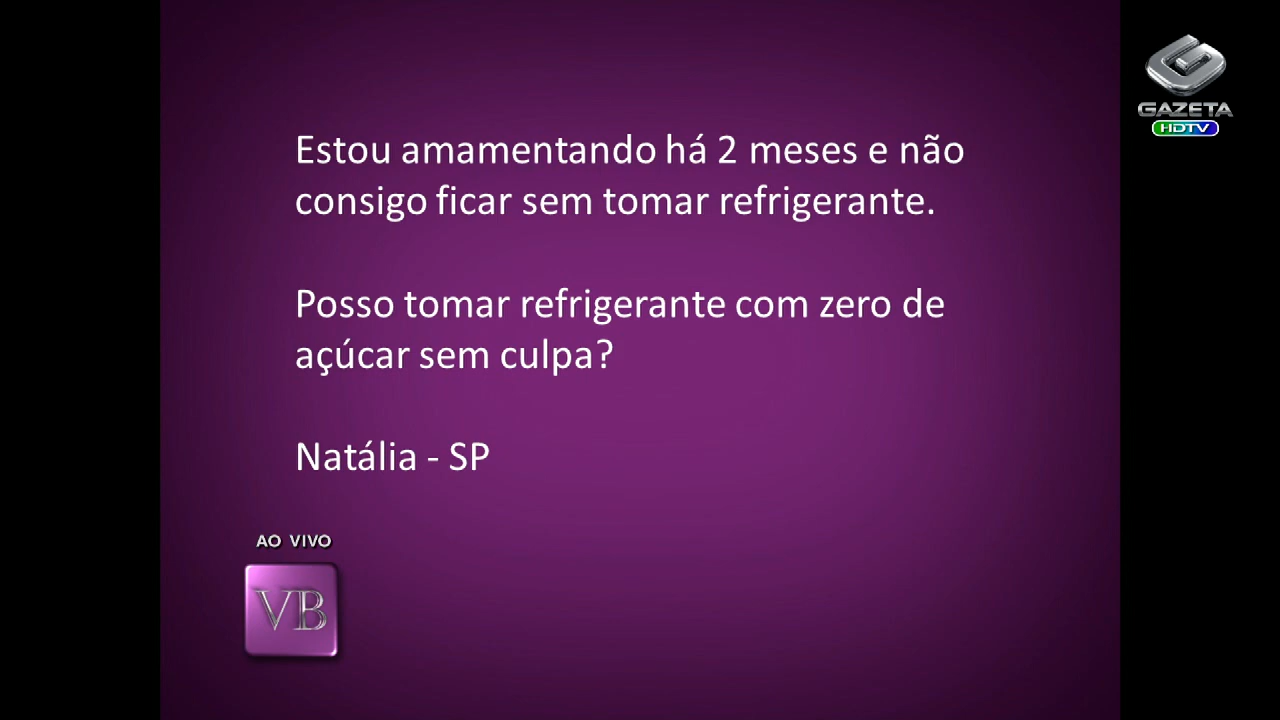 GAZETA
HDTV
Estou amamentando há 2 meses e não
consigo ficar sem tomar refrigerante.
Posso tomar refrigerante com zero de
açúcar sem culpa?
Natália - SP
AO VIVO
VB